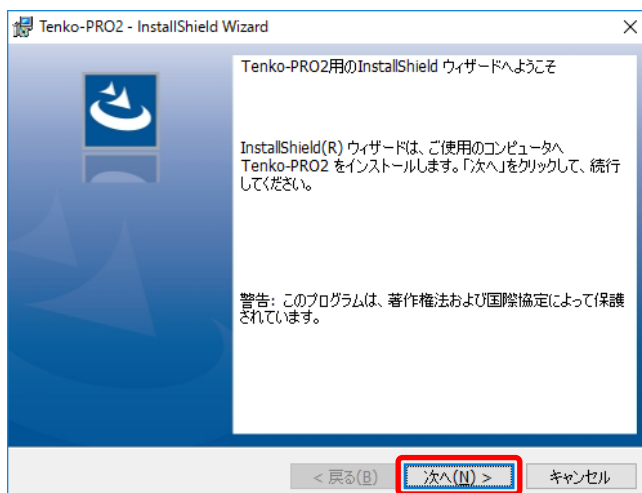 Tenko-PRO2 - InstallShield Wizard
Tenko-PRO2用のInstallShield ウィザードへようこそ
InstallShield(R) ウィザードは、ご使用のコンピュータへ
Tenko-PRO2 をインストールします。「次へ」をクリックして、続行
してください。
警告: このプログラムは、著作権法および国際協定によって保護
されています。
< 戻る(B)
次へ(N) >
キャンセル